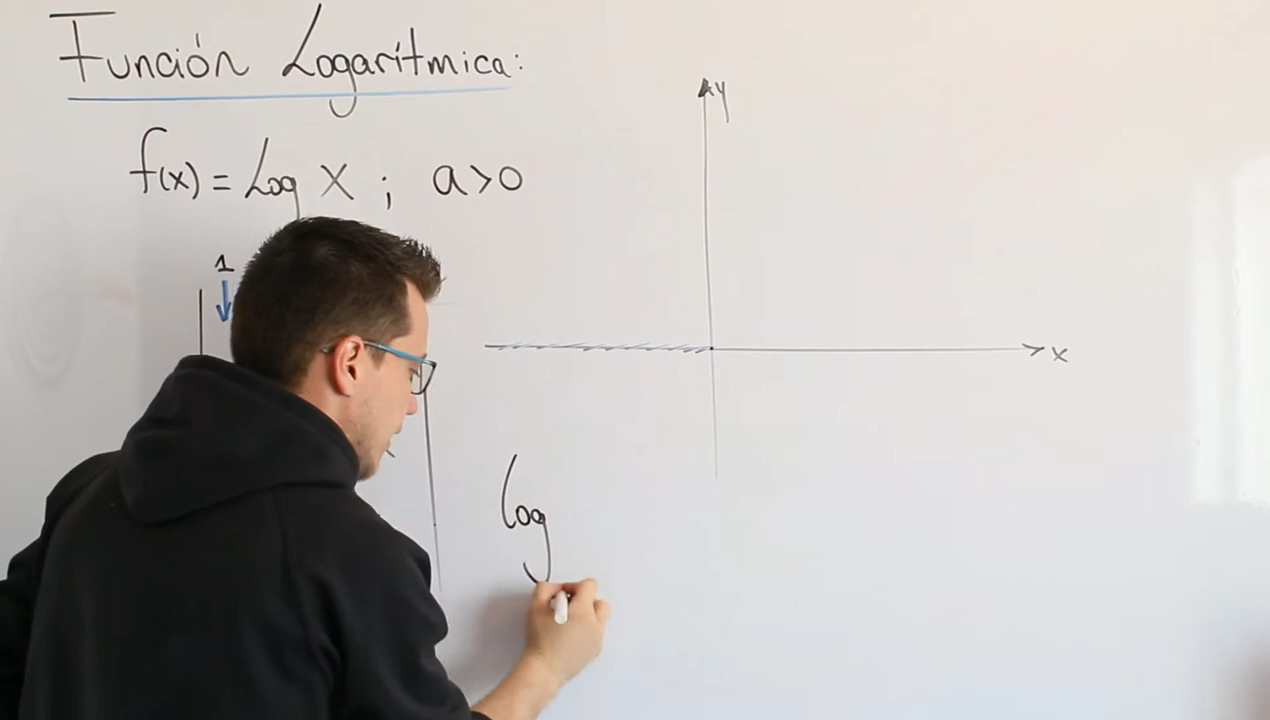 Función Logarítmica:
f(x) = Log X ; a>0
y
1
x
log